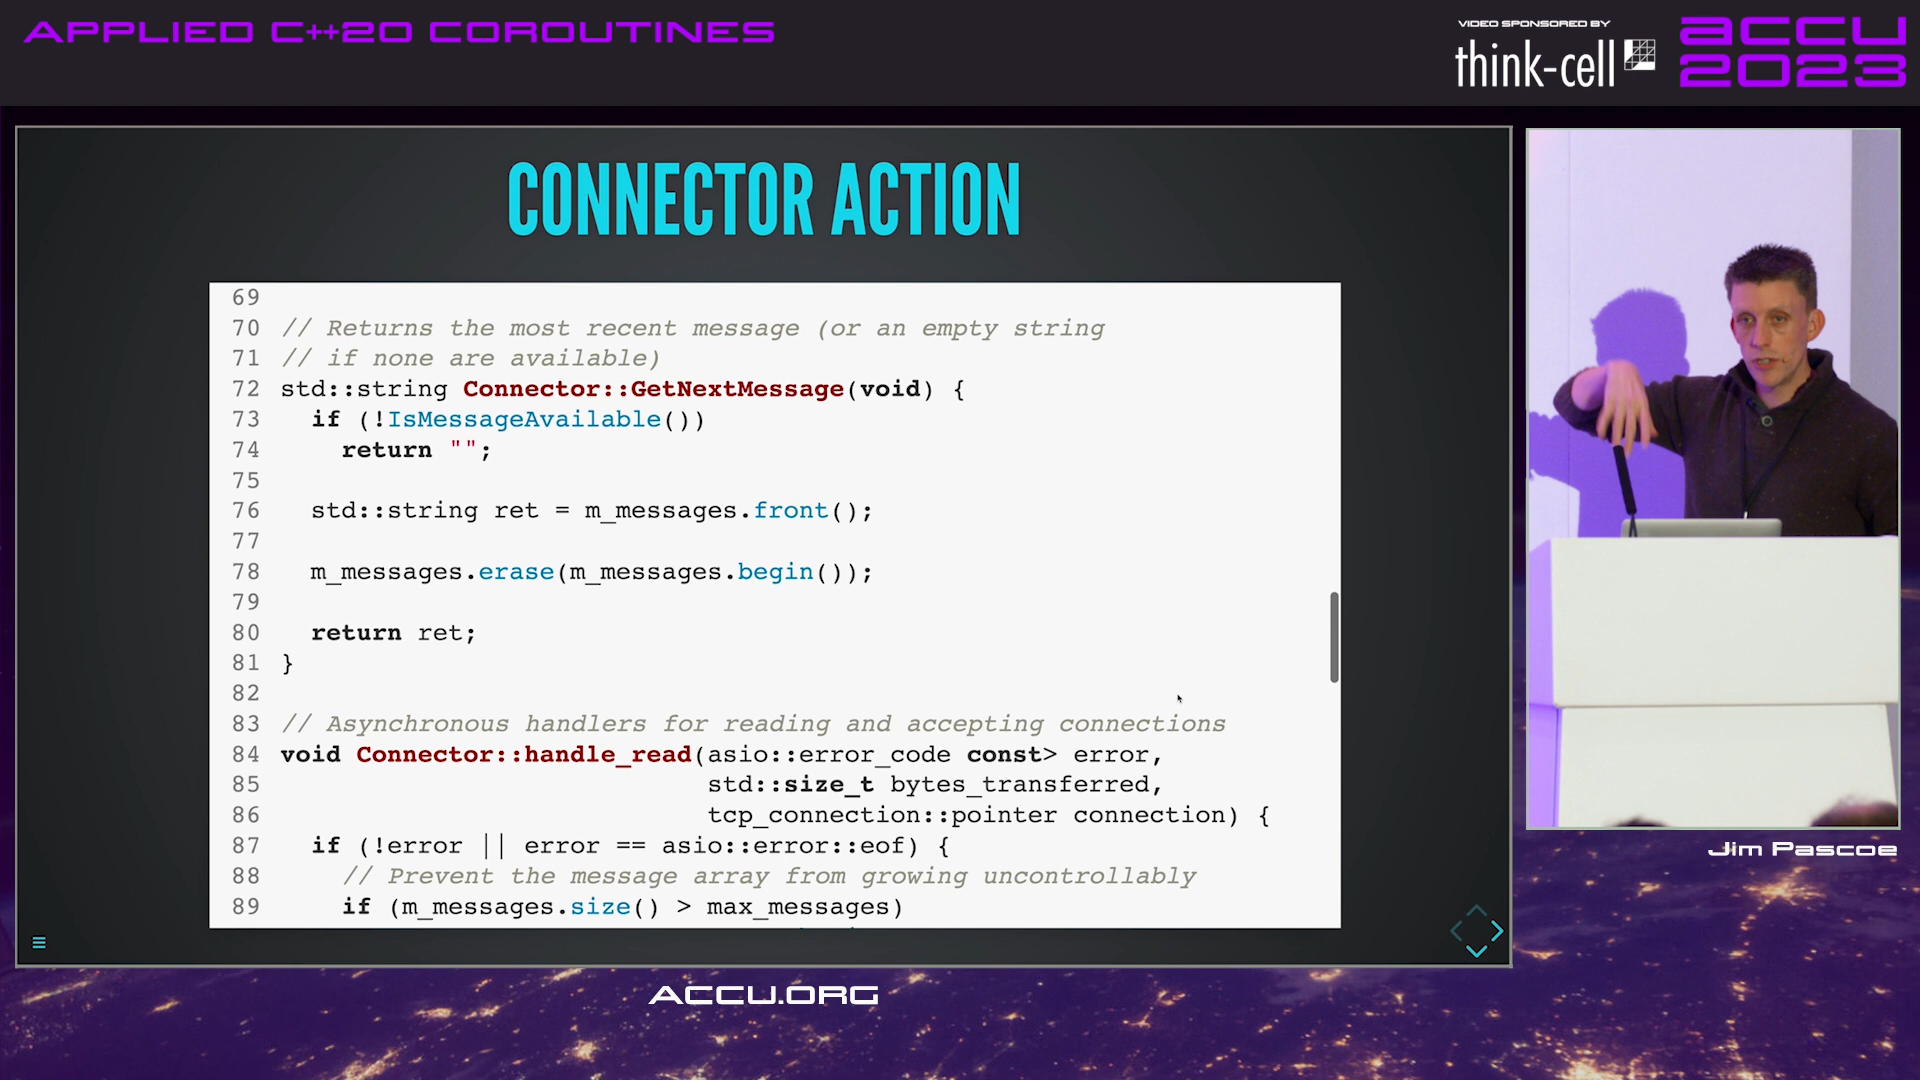 APPLIED C++20 COROUTINES
VIDEO SPONSORED BY
think-cell
accu
2023
CONNECTOR ACTION
69
70 // Returns the most recent message (or an empty string
71 // if none are available)
72 std::string Connector::GetNextMessage(void) {
73 if (!IsMessageAvailable())
74 return "";
75
76 std::string ret = m_messages.front();
77
78 m_messages.erase(m_messages.begin());
79
80 return ret;
81 }
82
83 // Asynchronous handlers for reading and accepting connections
84 void Connector::handle_read(asio::error_code const> error,
85 std::size_t bytes_transferred,
86 tcp_connection::pointer connection) {
87 if (!error || error == asio::error::eof) {
88 // Prevent the message array from growing uncontrollably
89 if (m_messages.size() > max_messages)
Jim Pascoe
ACCU.ORG